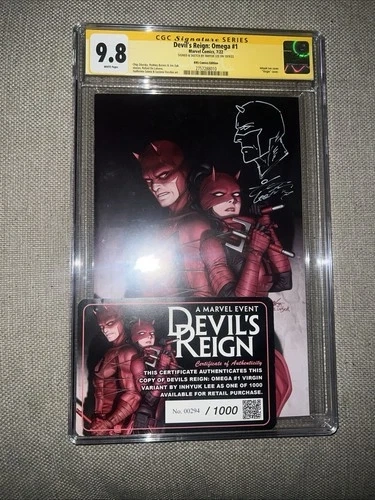 CGC Signature SERIES
9.8
WHITE Pages
Devil's Reign: Omega #1
Marvel Comics, 7/22
A MARVEL EVENT
DEVIL'S
REIGN
Certificate of Authenticity
THIS CERTIFICATE AUTHENTICATES THIS
COPY OF DEVILS REIGN: OMEGA #1 VIRGIN
VARIANT BY INHYUK LEE AS ONE OF 1000
AVAILABLE FOR RETAIL PURCHASE.
No. 00294 / 1000